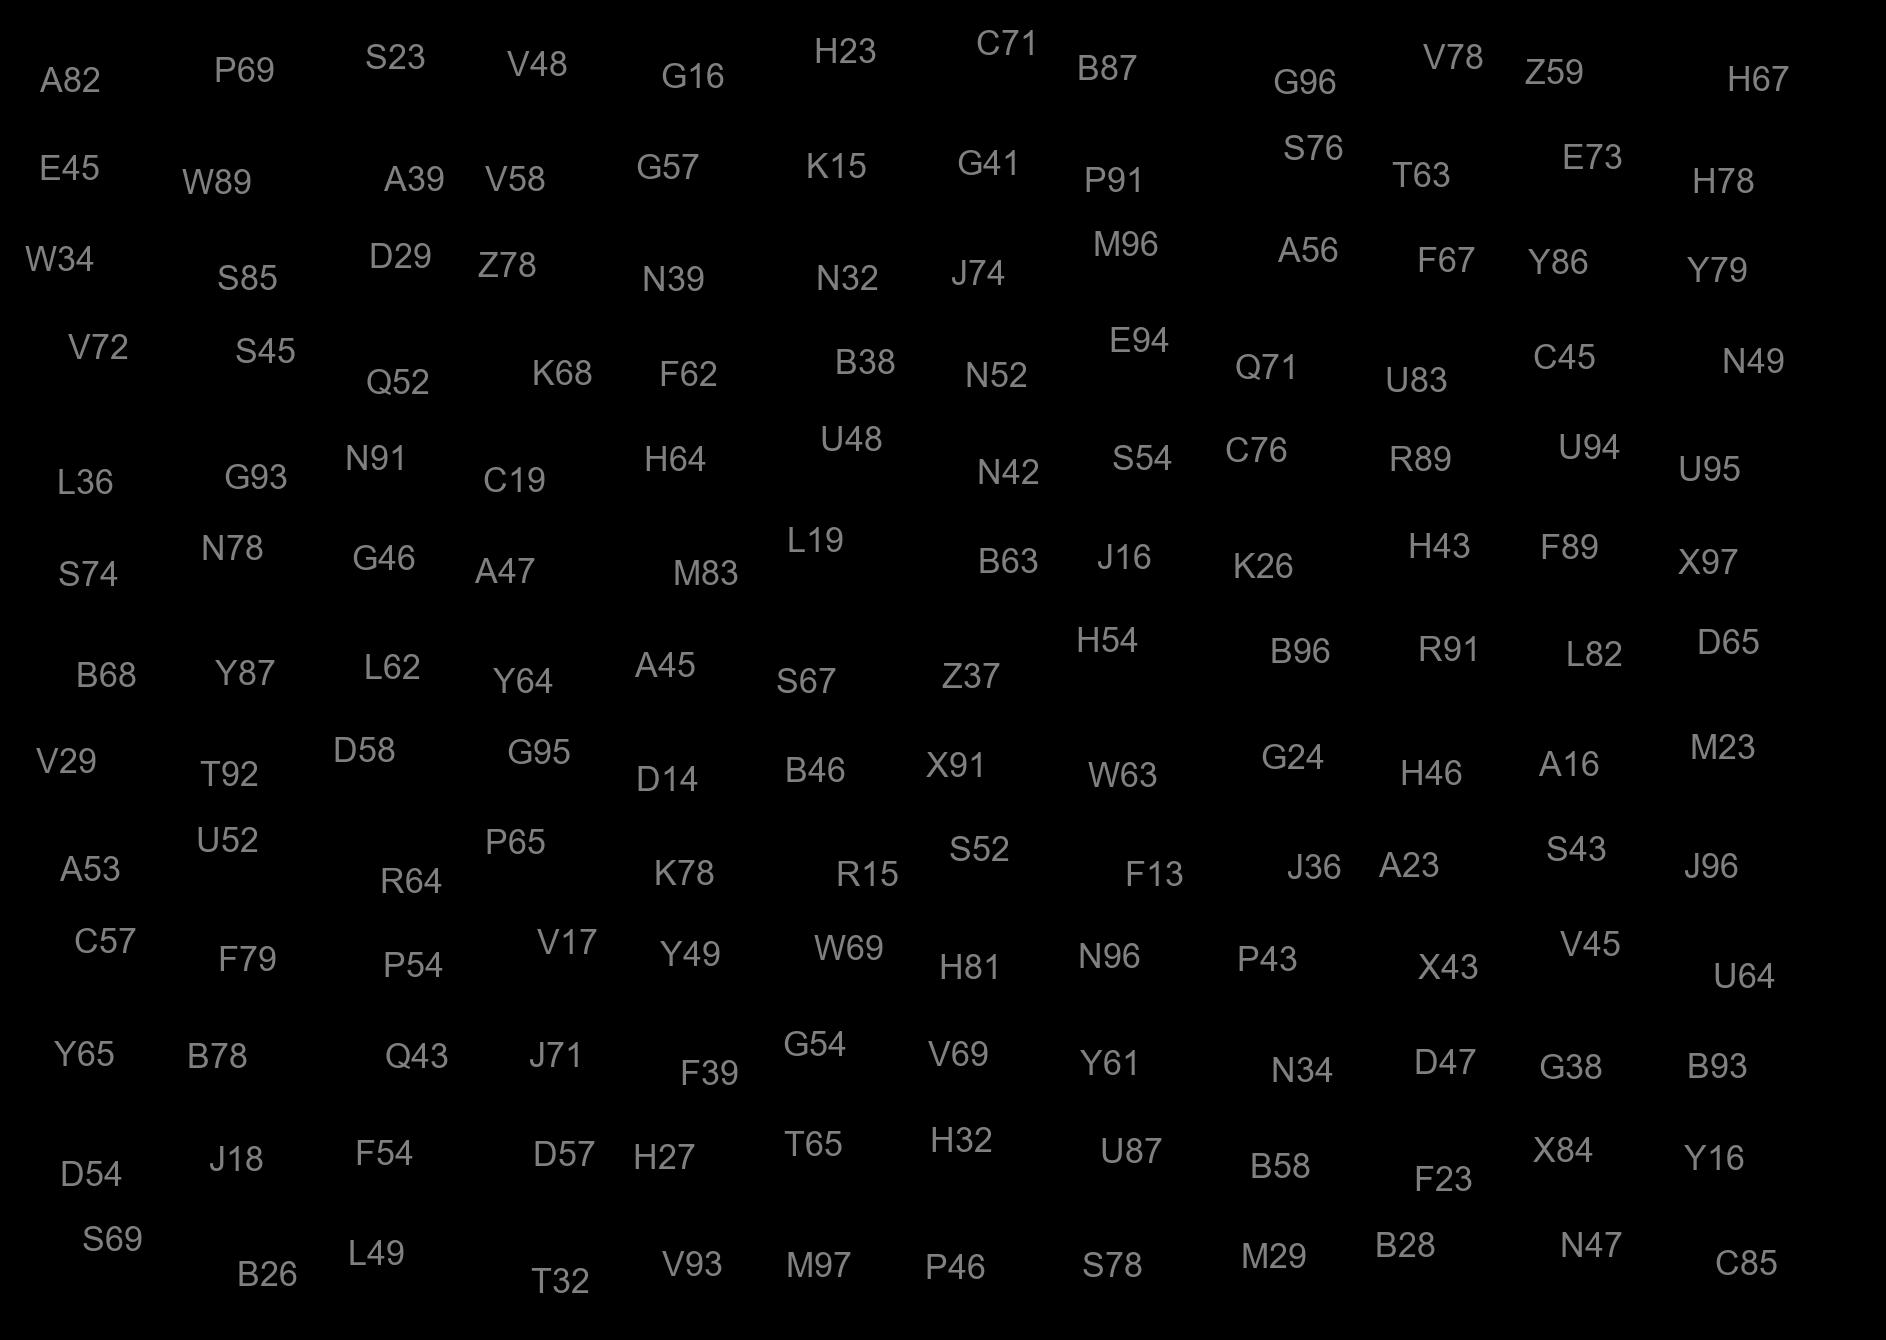 A82 P69 S23 V48 G16 H23 C71 B87 G96 V78 Z59 H67
E45 W89 A39 V58 G57 K15 G41 P91 S76 T63 E73 H78
W34 S85 D29 Z78 N39 N32 J74 M96 A56 F67 Y86 Y79
V72 S45 Q52 K68 F62 B38 N52 E94 Q71 U83 C45 N49
L36 G93 N91 C19 H64 U48 N42 S54 C76 R89 U94 U95
S74 N78 G46 A47 M83 L19 B63 J16 K26 H43 F89 X97
B68 Y87 L62 Y64 A45 S67 Z37 H54 B96 R91 L82 D65
V29 T92 D58 G95 D14 B46 X91 W63 G24 H46 A16 M23
A53 U52 R64 P65 K78 R15 S52 F13 J36 A23 S43 J96
C57 F79 P54 V17 Y49 W69 H81 N96 P43 X43 V45 U64
Y65 B78 Q43 J71 F39 G54 V69 Y61 N34 D47 G38 B93
D54 J18 F54 D57 H27 T65 H32 U87 B58 F23 X84 Y16
S69 B26 L49 T32 V93 M97 P46 S78 M29 B28 N47 C85